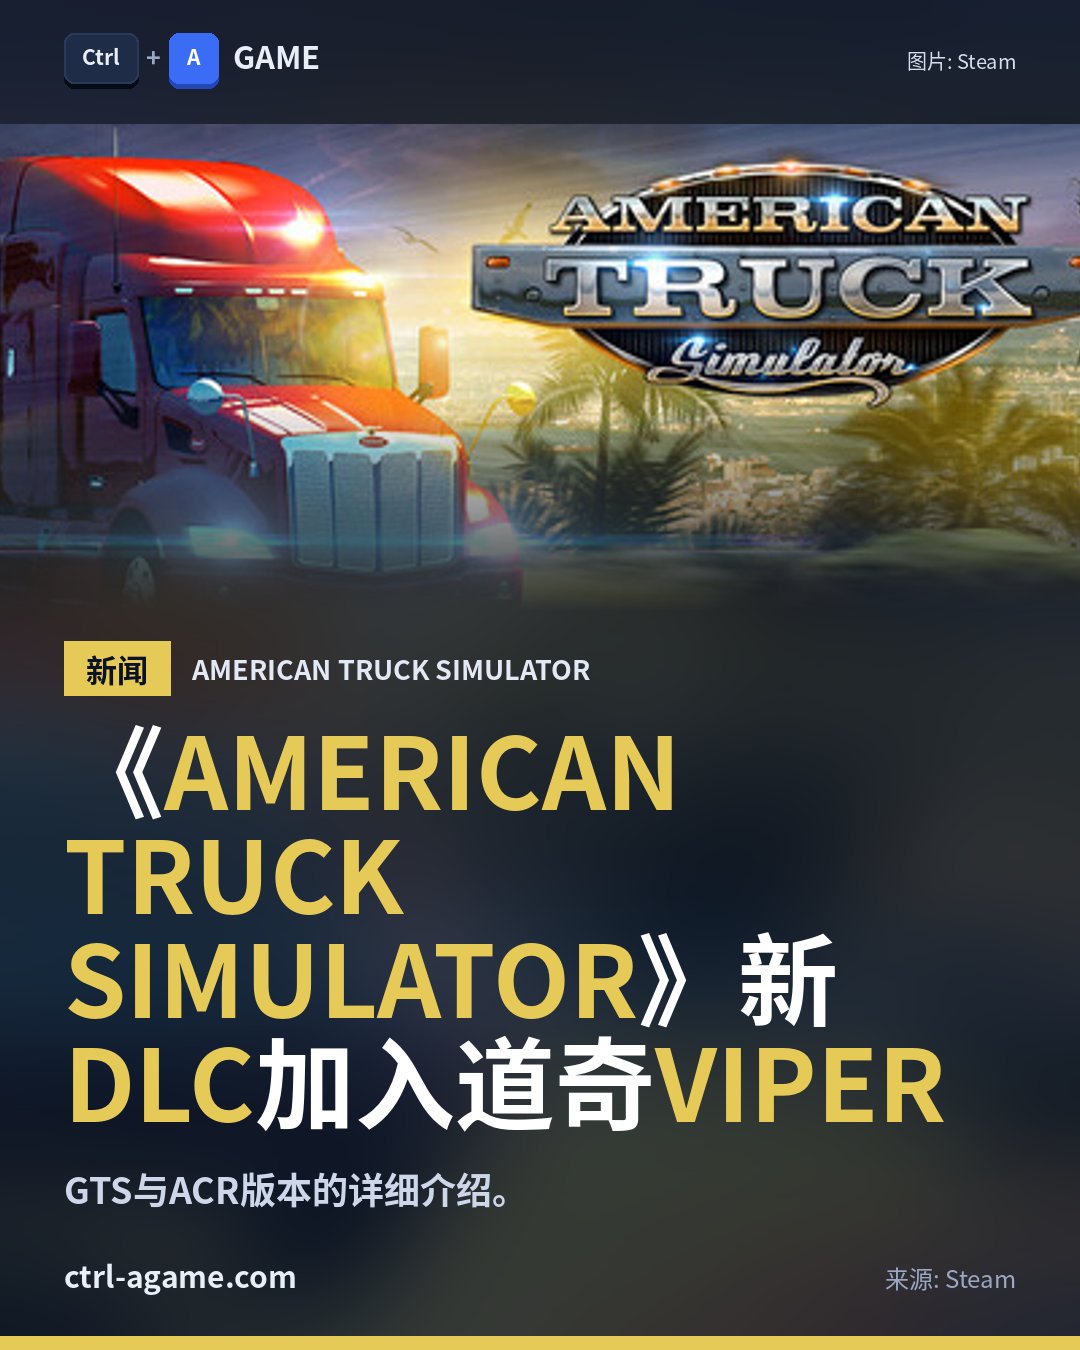 Ctrl + A GAME
图片: Steam
AMERICAN
TRUCK
Simulator
新闻 AMERICAN TRUCK SIMULATOR
《AMERICAN
TRUCK
SIMULATOR》新
DLC加入道奇VIPER
GTS与ACR版本的详细介绍。
ctrl-agame.com
来源: Steam